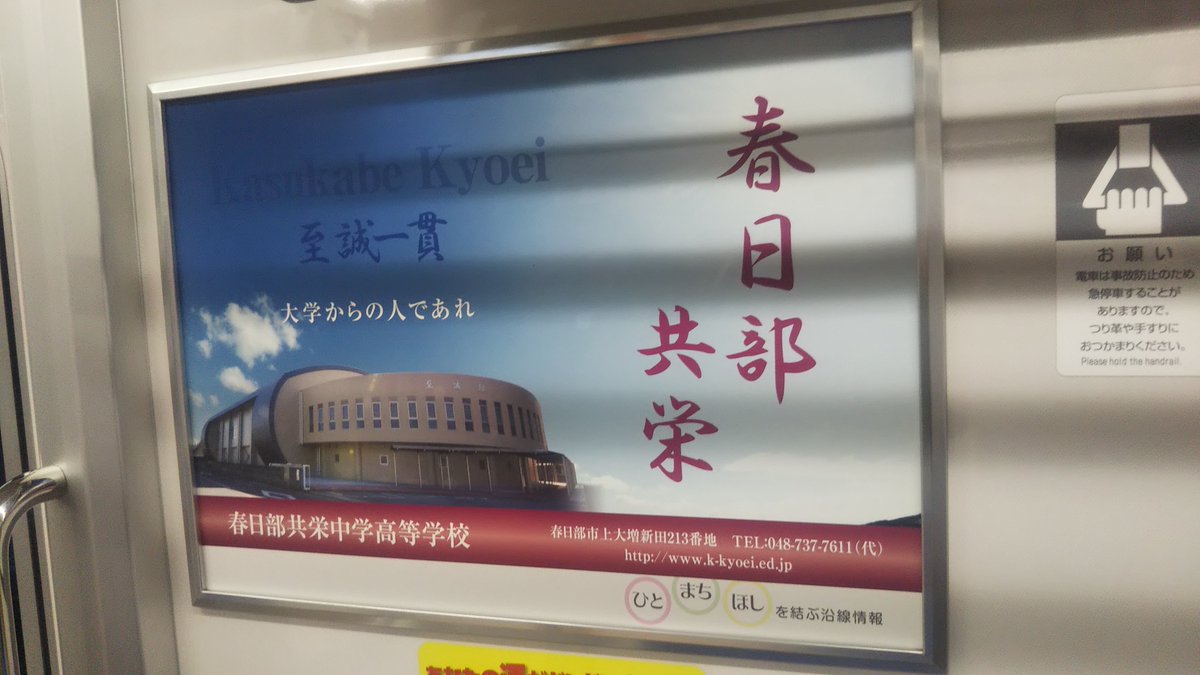 Kasukabe Kyoei
至誠一貫
大学からの人であれ
春日部
共栄
春日部共栄中学高等学校
春日部市上大増新田213番地　TEL:048-737-7611(代)
http://www.k-kyoei.ed.jp
ひと まち ほし を結ぶ沿線情報
お願い
電車は事故防止のため
急停車することが
ありますので、
つり革や手すりに
おつかまりください。
Please hold the handrail.